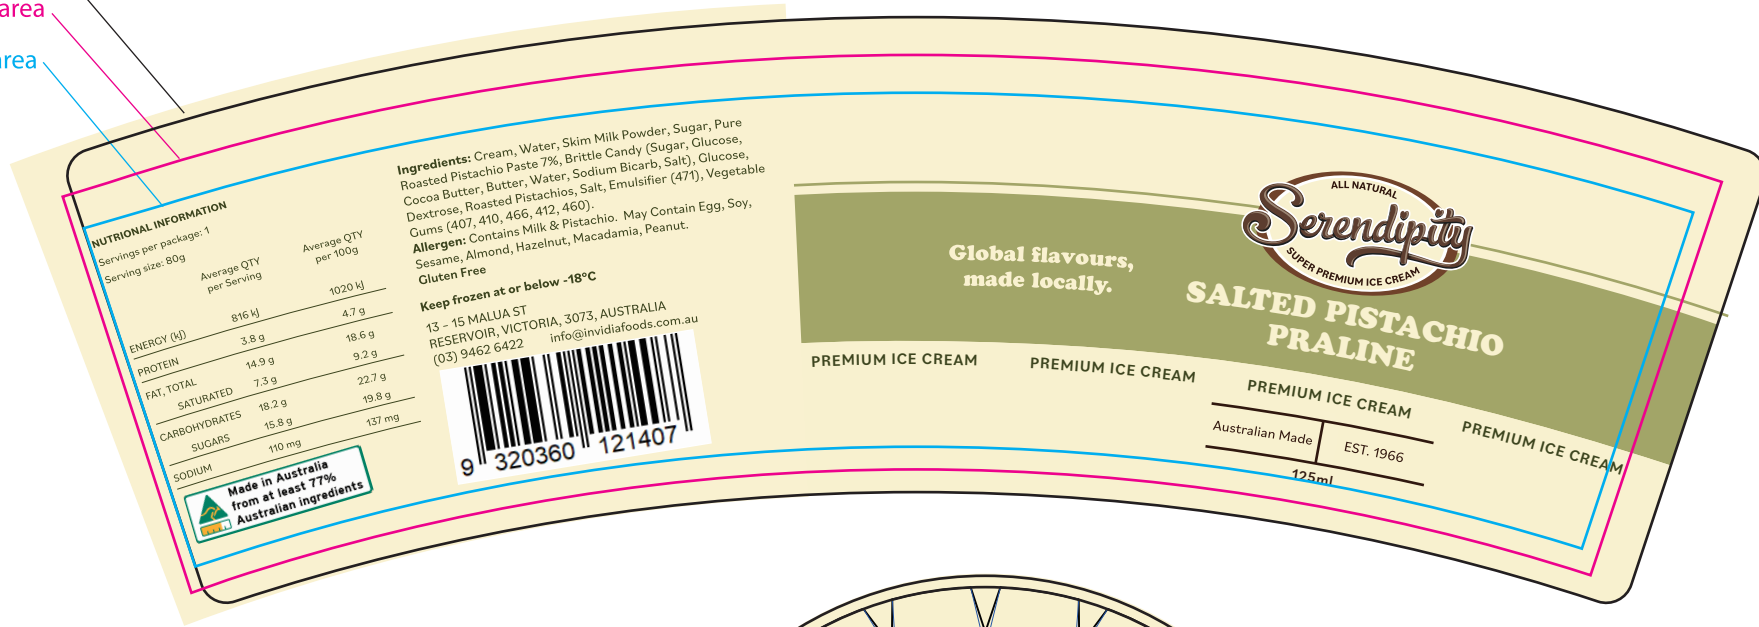 area
area
NUTRIONAL INFORMATION
Servings per package: 1
Serving size: 80g
Average QTY per Serving
Average QTY per 100g
ENERGY (kJ) 816 kJ 1020 kJ
PROTEIN 3.8 g 4.7 g
FAT, TOTAL 14.9 g 18.6 g
SATURATED 7.3 g 9.2 g
CARBOHYDRATES 18.2 g 22.7 g
SUGARS 15.8 g 19.8 g
SODIUM 110 mg 137 mg
Made in Australia
from at least 77%
Australian ingredients
Ingredients: Cream, Water, Skim Milk Powder, Sugar, Pure
Roasted Pistachio Paste 7%, Brittle Candy (Sugar, Glucose,
Cocoa Butter, Butter, Water, Sodium Bicarb, Salt), Glucose,
Dextrose, Roasted Pistachios, Salt, Emulsifier (471), Vegetable
Gums (407, 410, 466, 412, 460).
Allergen: Contains Milk & Pistachio. May Contain Egg, Soy,
Sesame, Almond, Hazelnut, Macadamia, Peanut.
Gluten Free
Keep frozen at or below -18°C
13 - 15 MALUA ST
RESERVOIR, VICTORIA, 3073, AUSTRALIA
(03) 9462 6422 info@invidiafoods.com.au
9 320360 121407
Global flavours,
made locally.
ALL NATURAL
Serendipity
SUPER PREMIUM ICE CREAM
SALTED PISTACHIO
PRALINE
PREMIUM ICE CREAM
PREMIUM ICE CREAM
PREMIUM ICE CREAM
PREMIUM ICE CREAM
Australian Made
EST. 1966
125ml